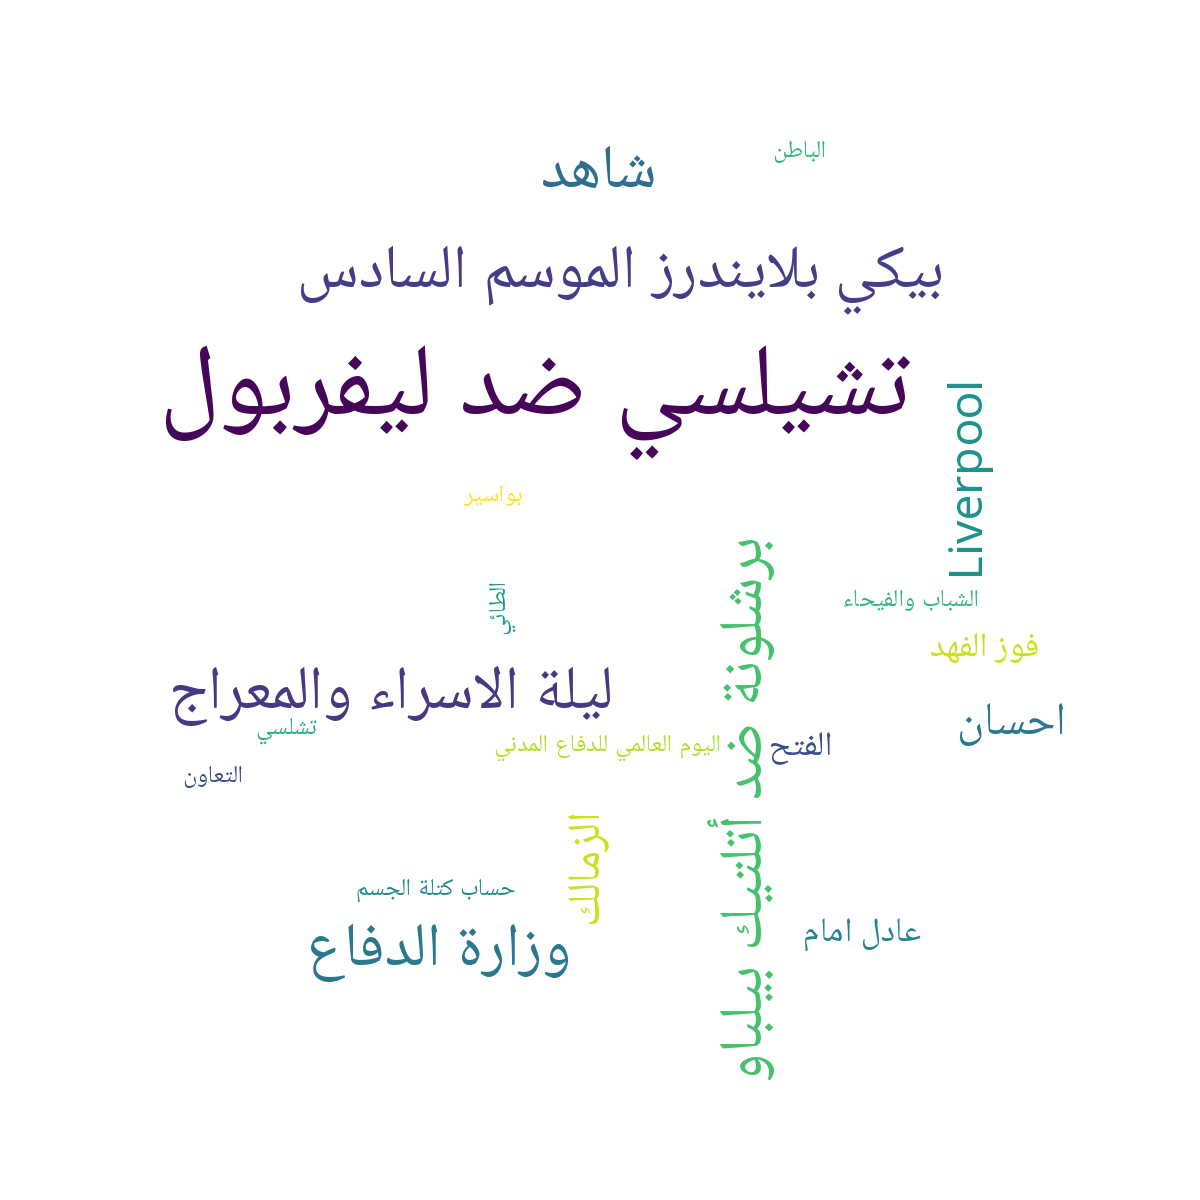 الباطن
شاهد
بيكي بلايندرز الموسم السادس
تشيلسي ضد ليفربول
Liverpool
بواسير
برشلونة ضد أتلتيك بيلباو
الطائي
الشباب والفيحاء
فوز الفهد
ليلة الاسراء والمعراج
احسان
تشلسي
اليوم العالمي للدفاع المدني
الفتح
التعاون
الزمالك
حساب كتلة الجسم
عادل امام
وزارة الدفاع